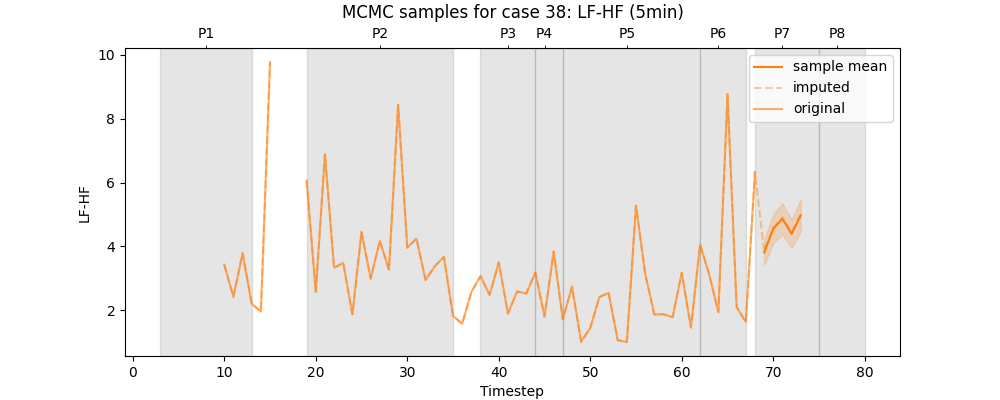 MCMC samples for case 38: LF-HF (5min)
P1 P2 P3 P4 P5 P6 P7 P8
sample mean
imputed
original
10
8
6
4
2
LF-HF
0 10 20 30 40 50 60 70 80
Timestep